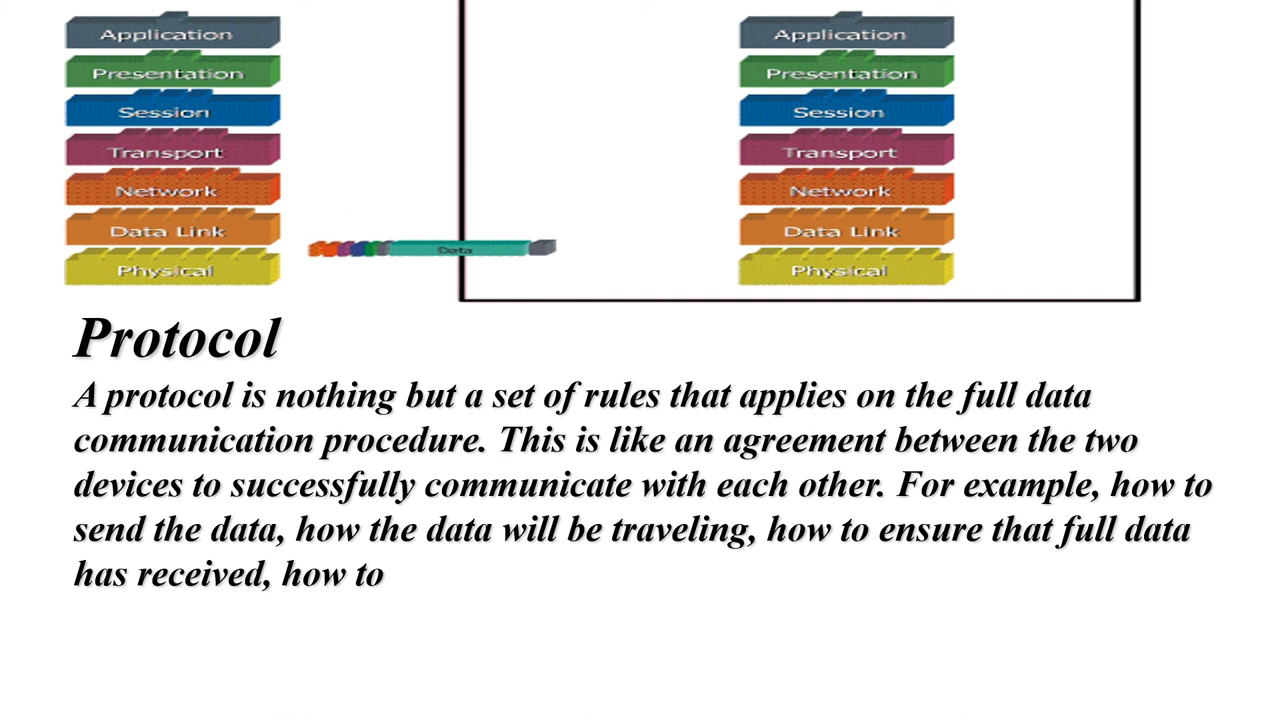 Application
Presentation
Session
Transport
Network
Data Link
Physical
Data
Application
Presentation
Session
Transport
Network
Data Link
Physical
Protocol
A protocol is nothing but a set of rules that applies on the full data
communication procedure. This is like an agreement between the two
devices to successfully communicate with each other. For example, how to
send the data, how the data will be traveling, how to ensure that full data
has received, how to